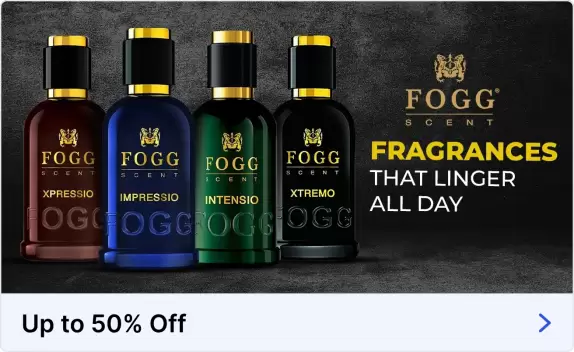 FOGG
SCENT
XPRESSIO
FOGG
FOGG
SCENT
IMPRESSIO
FOGG
FOGG
SCENT
INTENSIO
FOGG
FOGG
SCENT
XTREMO
FOGG
FOGG®
SCENT
FRAGRANCES
THAT LINGER
ALL DAY
Up to 50% Off